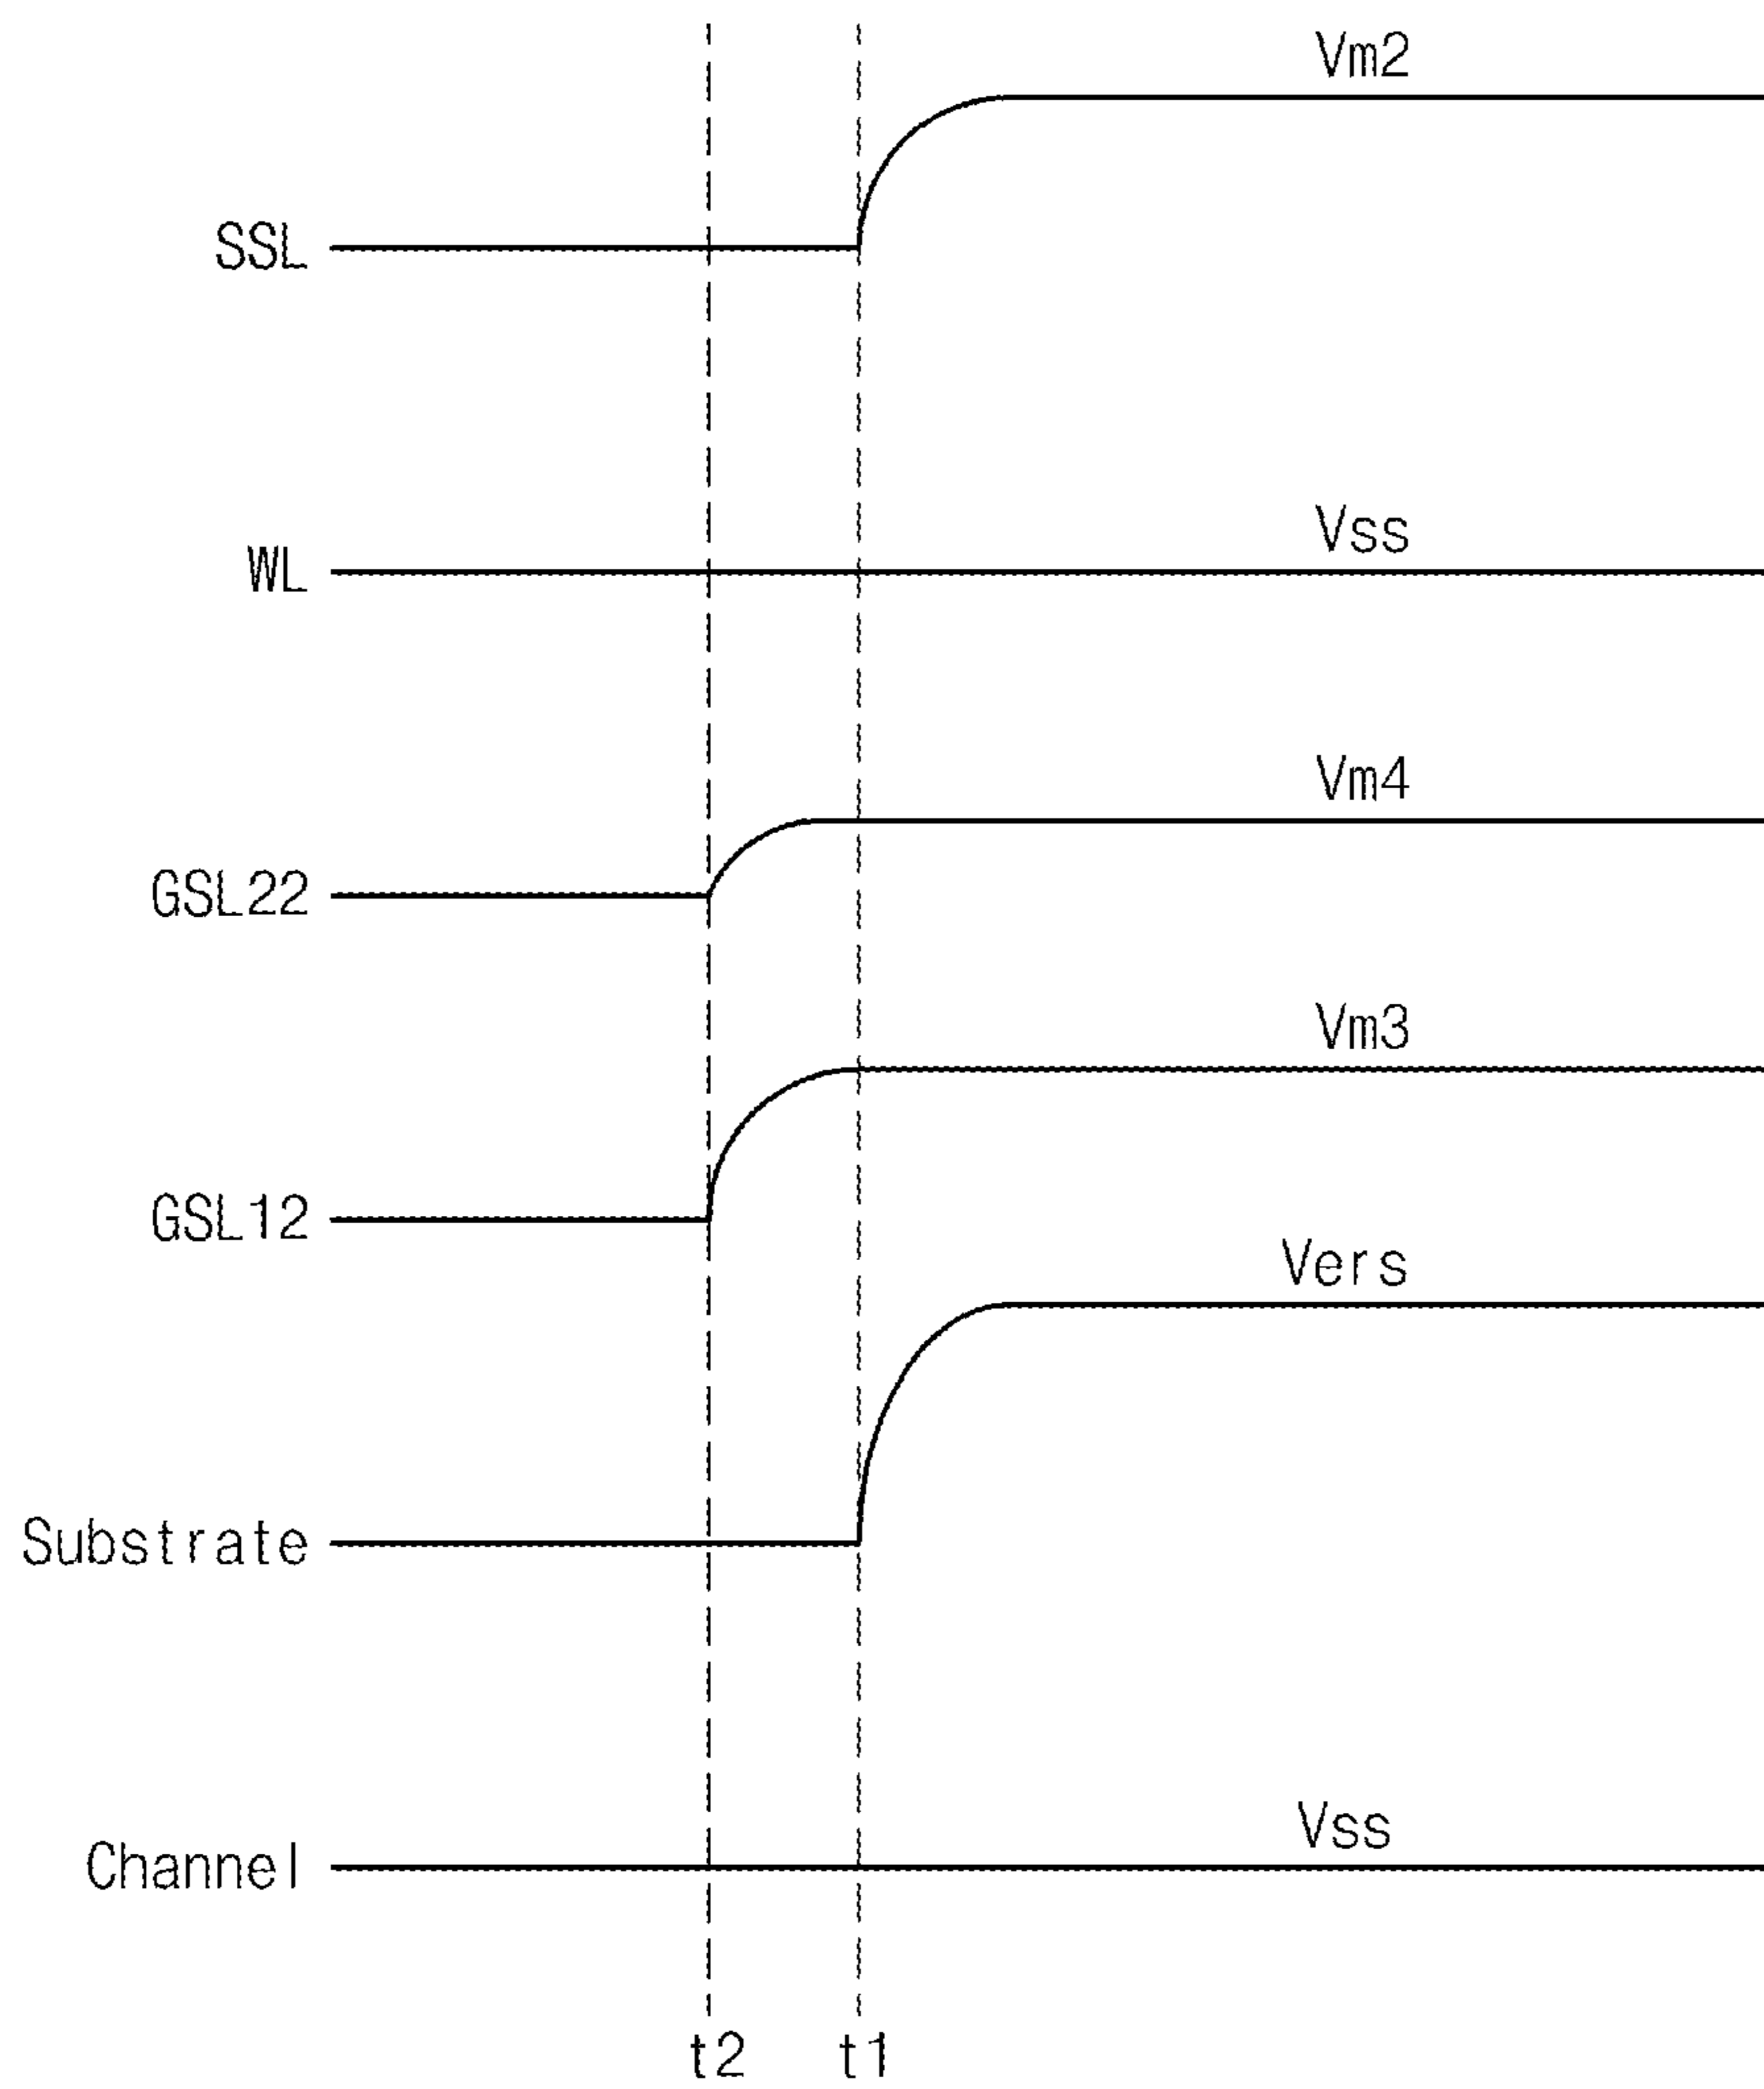 Vm2
SSL
Vss
WL
Vm4
GSL22
Vm3
GSL12
Vers
Substrate
Vss
Channel
t2 t1